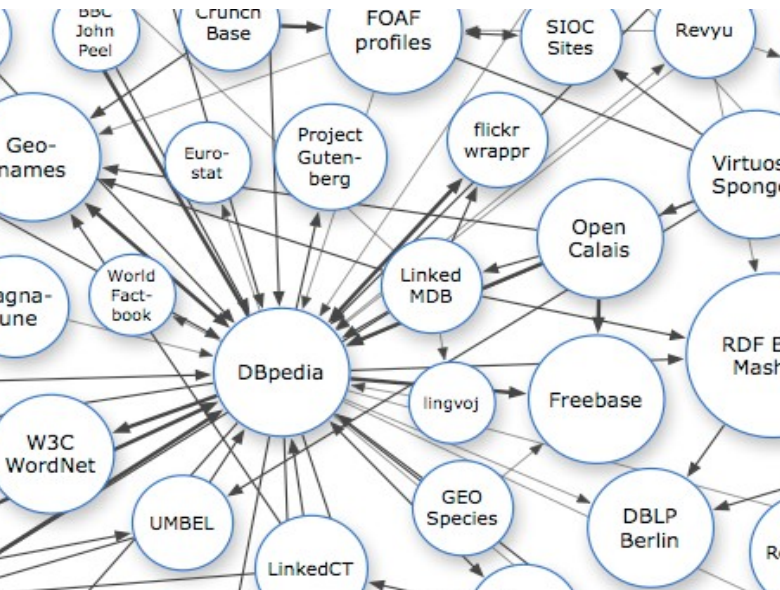 BBC
John
Peel
Crunch
Base
FOAF
profiles
SIOC
Sites
Revyu
Geo-
names
Euro-
stat
Project
Guten-
berg
flickr
wrappr
Virtuos
Sponge
Open
Calais
agna-
une
World
Fact-
book
Linked
MDB
DBpedia
RDF B
Mash
lingvoj
Freebase
W3C
WordNet
UMBEL
GEO
Species
DBLP
Berlin
LinkedCT